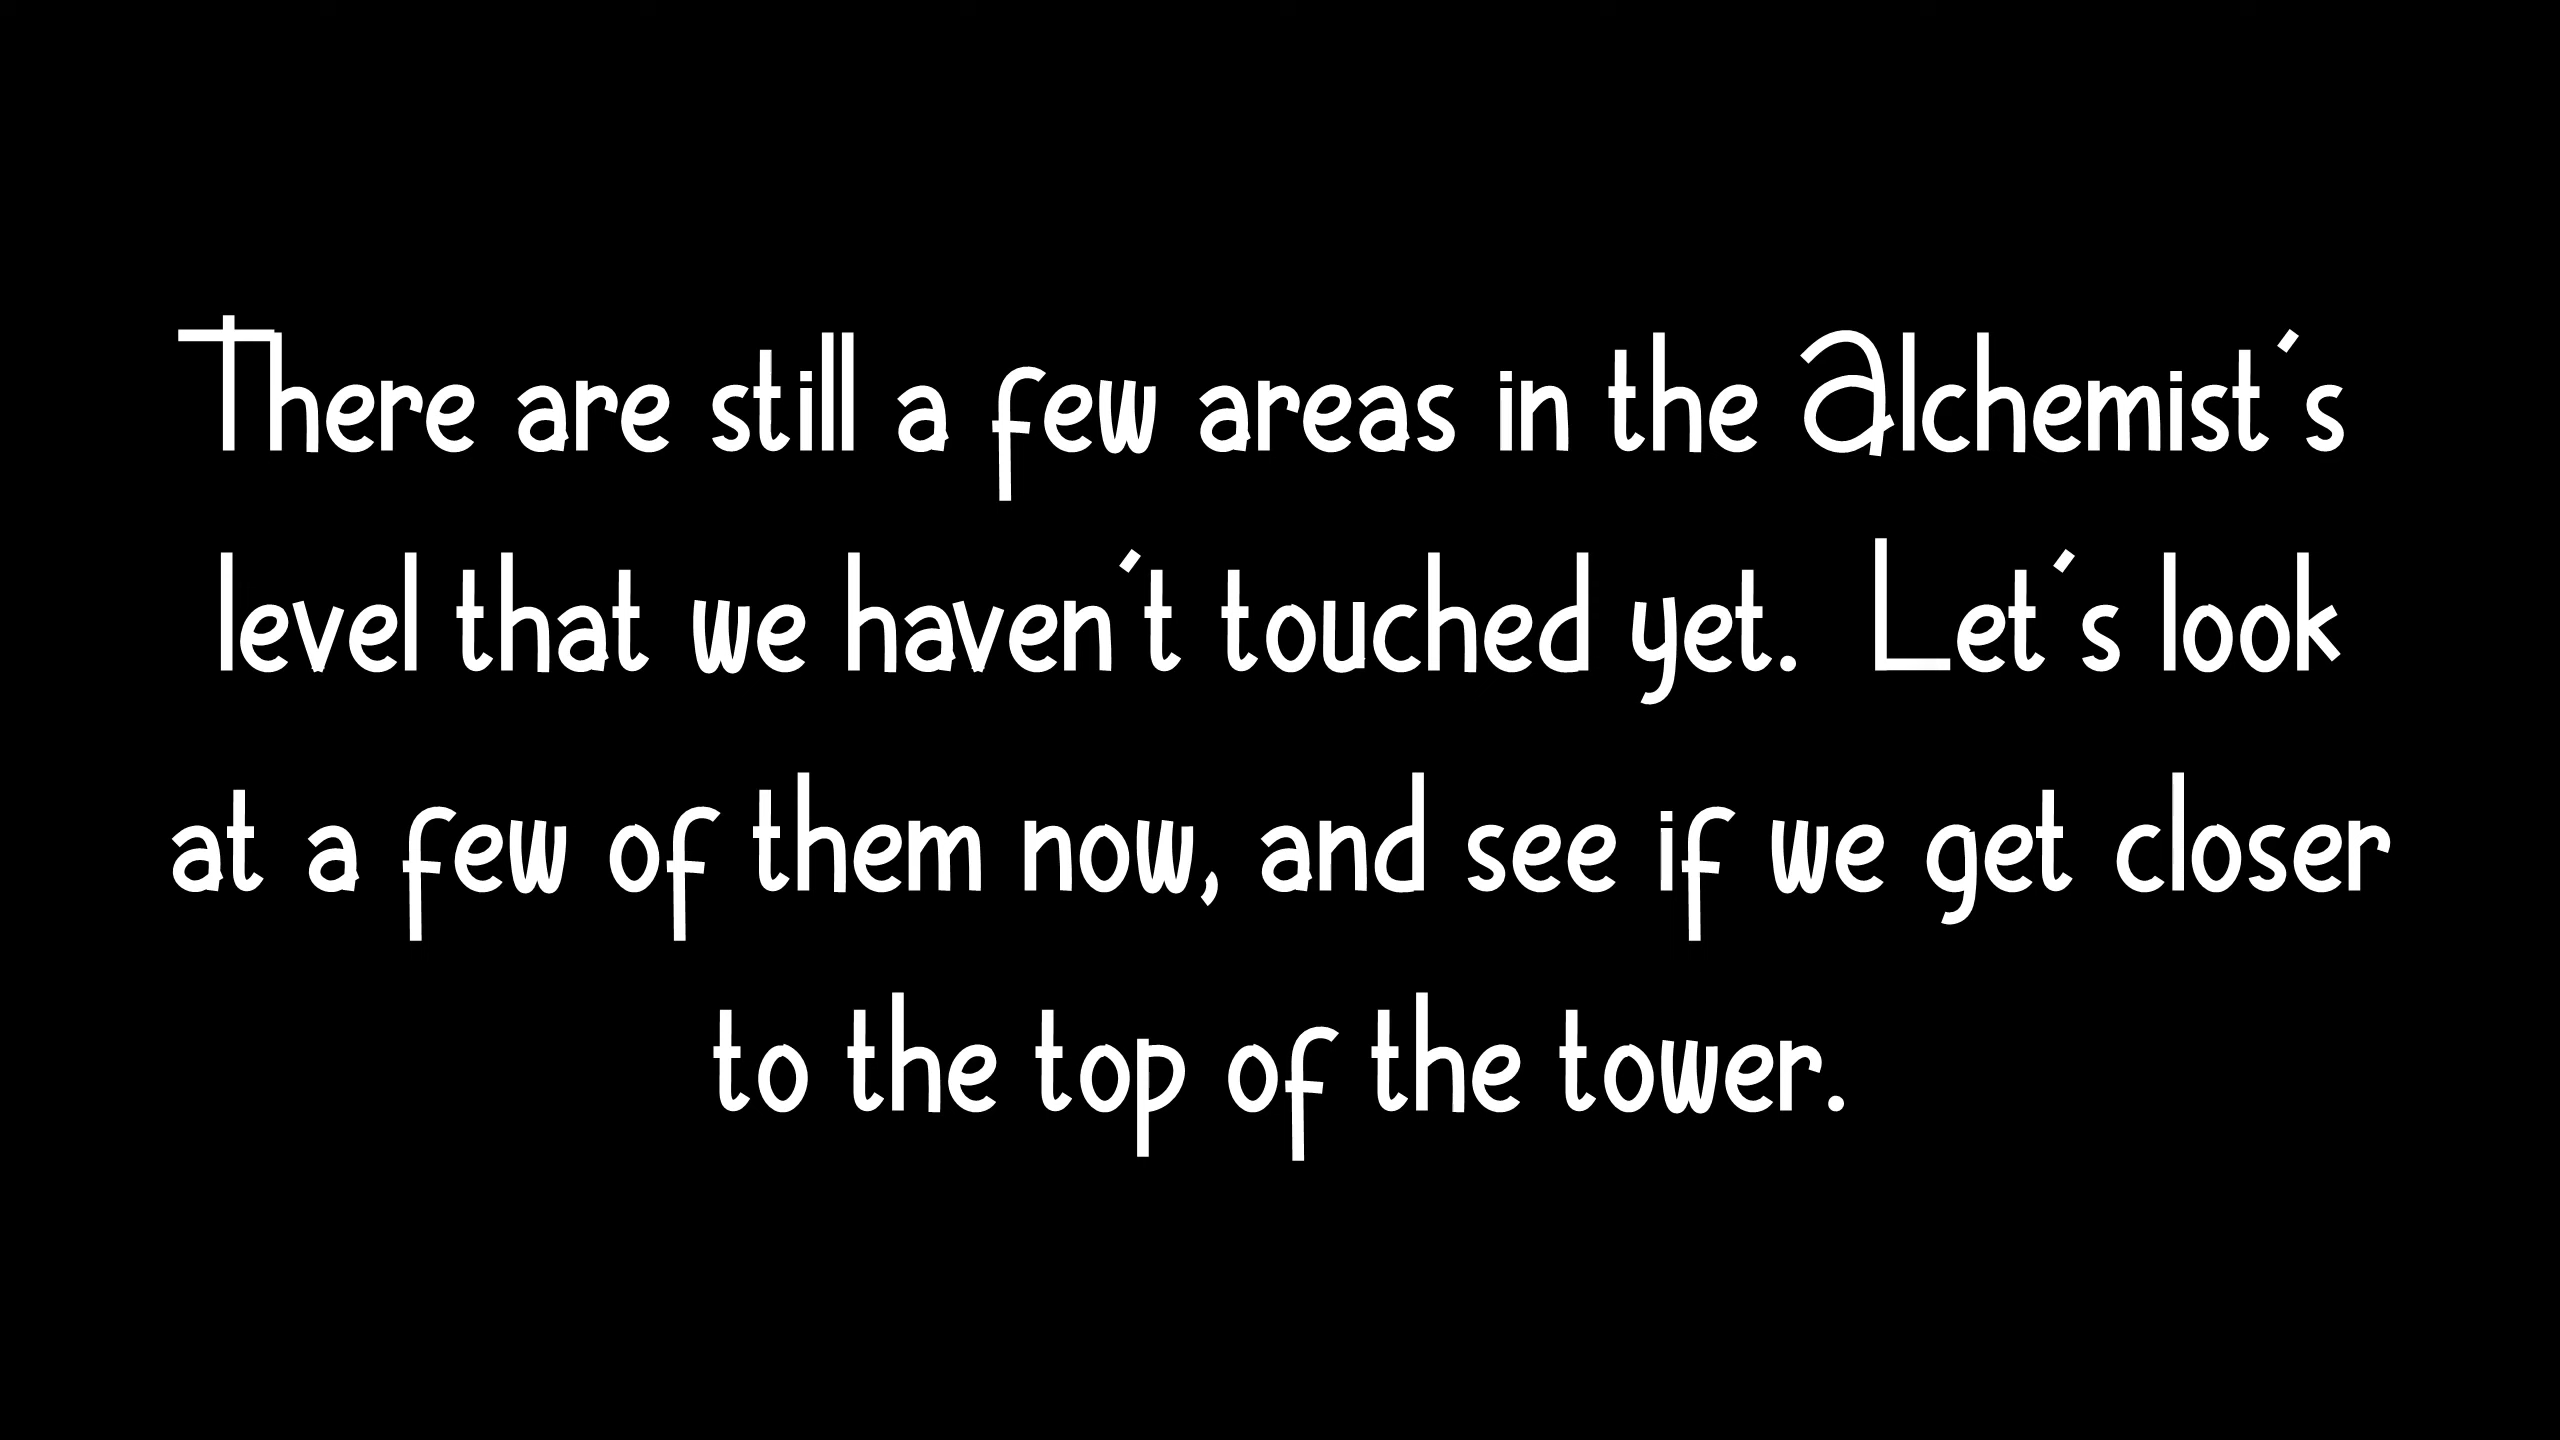 There are still a few areas in the Alchemist's
level that we haven't touched yet.  Let's look
at a few of them now, and see if we get closer
to the top of the tower.